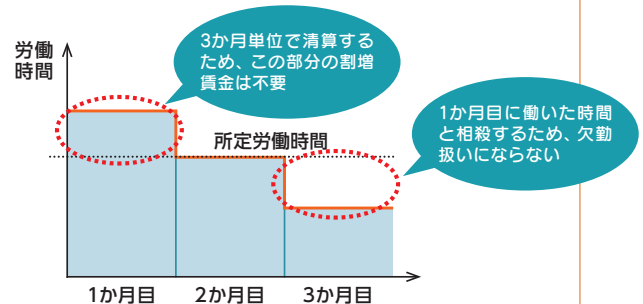 3か月単位で清算する
ため、この部分の割増
賃金は不要
労働
時間
1か月目に働いた時間
と相殺するため、欠勤
扱いにならない
所定労働時間
1か月目 2か月目 3か月目